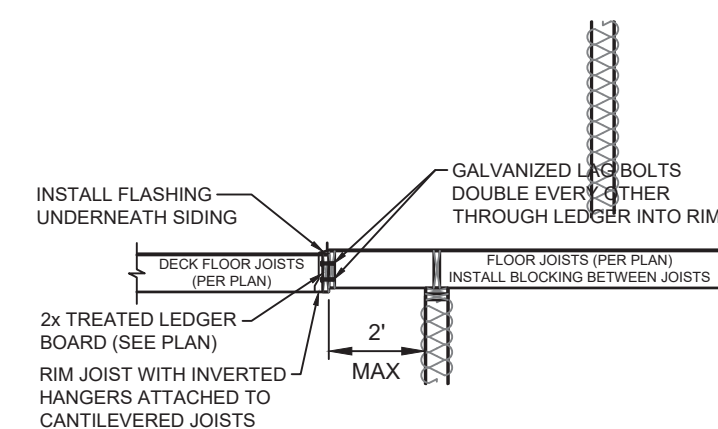 GALVANIZED LAG BOLTS
DOUBLE EVERY OTHER
THROUGH LEDGER INTO RIM
INSTALL FLASHING
UNDERNEATH SIDING
DECK FLOOR JOISTS
(PER PLAN)
FLOOR JOISTS (PER PLAN)
INSTALL BLOCKING BETWEEN JOISTS
2x TREATED LEDGER
BOARD (SEE PLAN)
2'
MAX
RIM JOIST WITH INVERTED
HANGERS ATTACHED TO
CANTILEVERED JOISTS